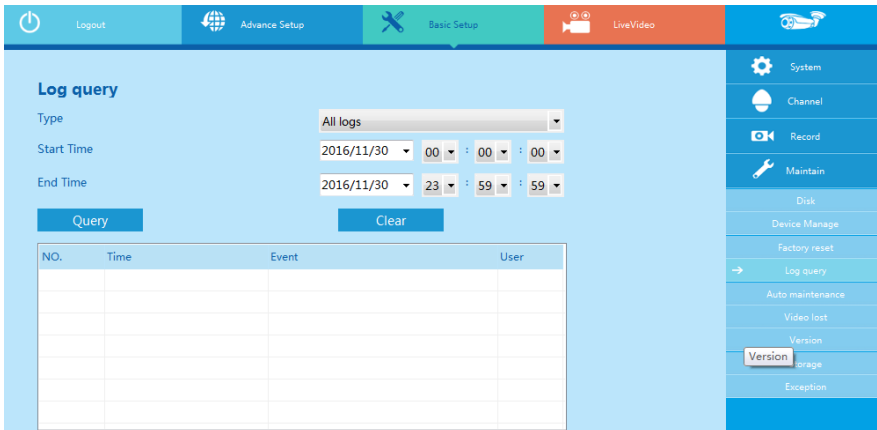 Logout
Advance Setup
Basic Setup
LiveVideo
Log query
Type
All logs
Start Time
2016/11/30 00 : 00 : 00
End Time
2016/11/30 23 : 59 : 59
Query
Clear
NO. Time Event User
System
Channel
Record
Maintain
Disk
Device Manage
Factory reset
Log query
Auto maintenance
Video lost
Version
Version
Exception